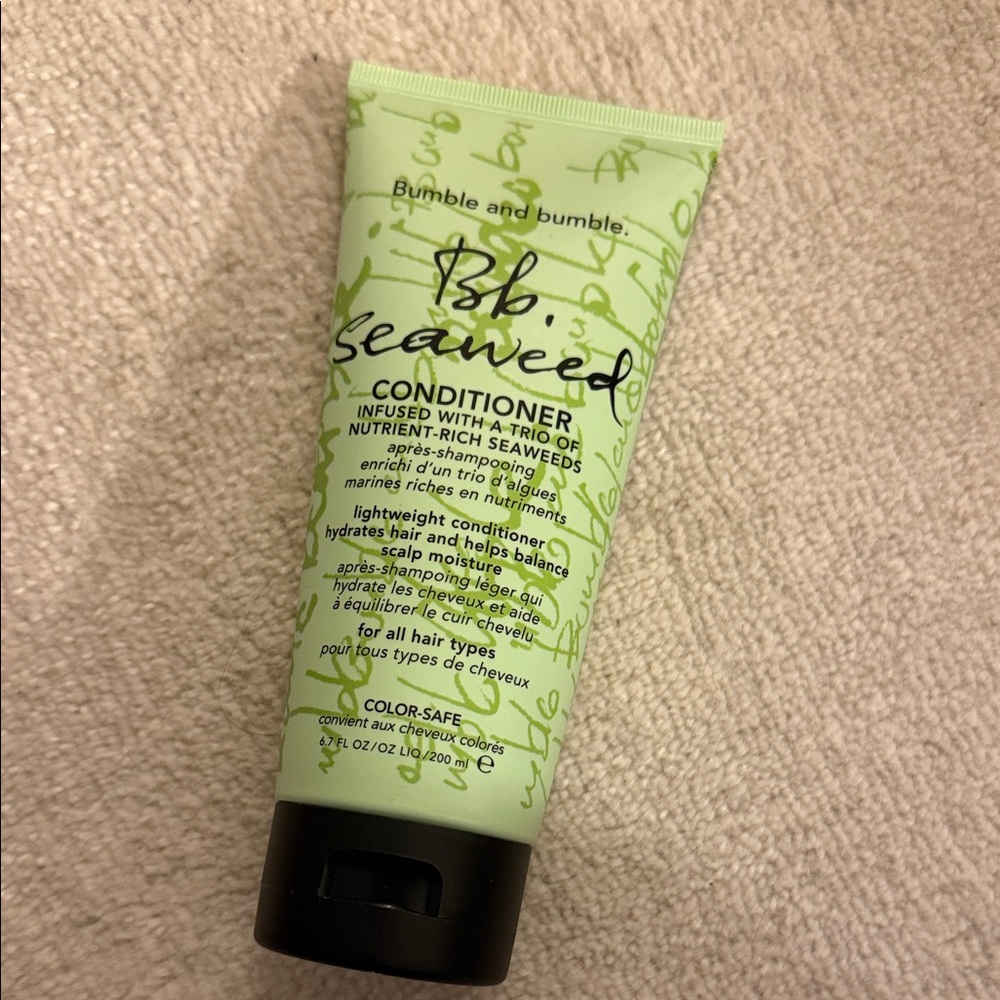 Bumble and bumble.
Bb.
seaweed
CONDITIONER
INFUSED WITH A TRIO OF
NUTRIENT-RICH SEAWEEDS
après-shampooing
enrichi d'un trio d'algues
marines riches en nutriments
lightweight conditioner
hydrates hair and helps balance
scalp moisture
après-shampoing léger qui
hydrate les cheveux et aide
à équilibrer le cuir chevelu
for all hair types
pour tous types de cheveux
COLOR-SAFE
convient aux cheveux colorés
6.7 FL OZ/OZ LIQ/200 ml ℮